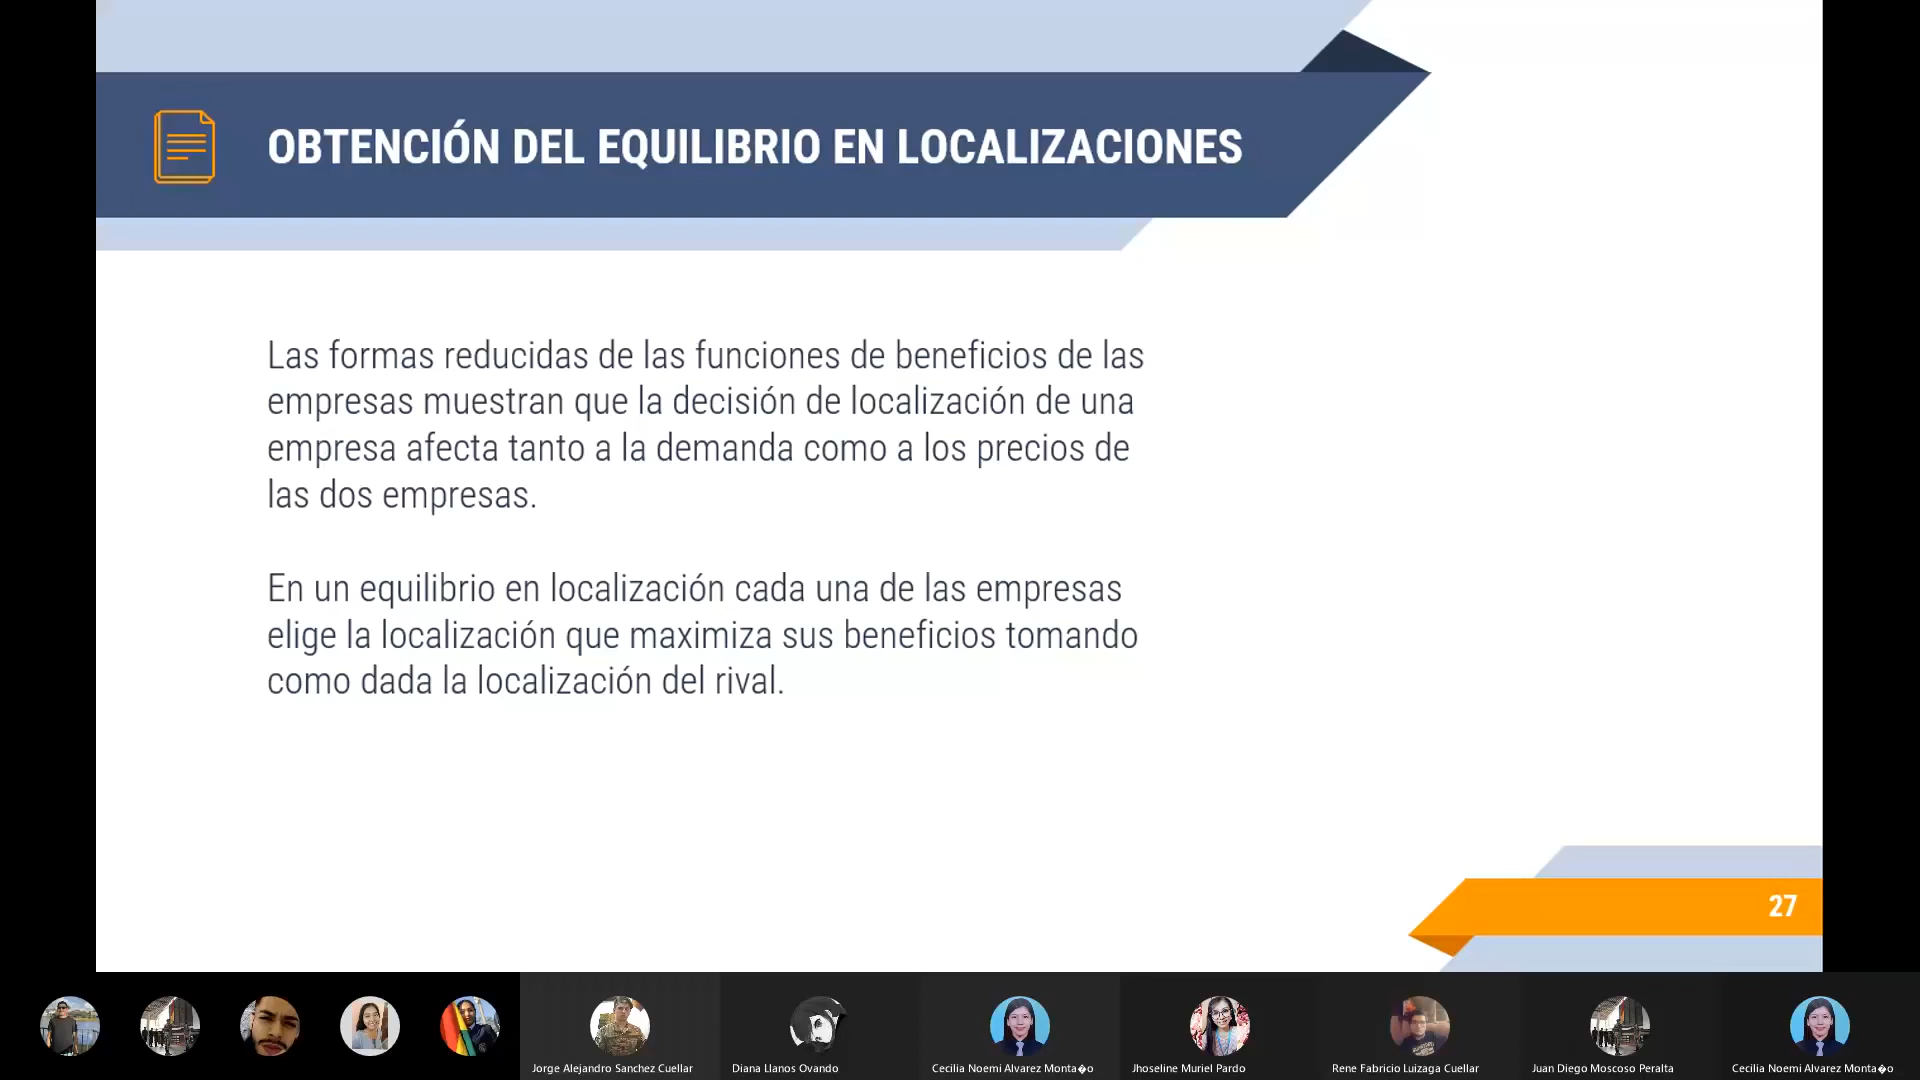 OBTENCIÓN DEL EQUILIBRIO EN LOCALIZACIONES
Las formas reducidas de las funciones de beneficios de las
empresas muestran que la decisión de localización de una
empresa afecta tanto a la demanda como a los precios de
las dos empresas.
En un equilibrio en localización cada una de las empresas
elige la localización que maximiza sus beneficios tomando
como dada la localización del rival.
27
Jorge Alejandro Sanchez Cuellar
Diana Llanos Ovando
Cecilia Noemi Alvarez Monta�o
Jhoseline Muriel Pardo
Rene Fabricio Luizaga Cuellar
Juan Diego Moscoso Peralta
Cecilia Noemi Alvarez Monta�o